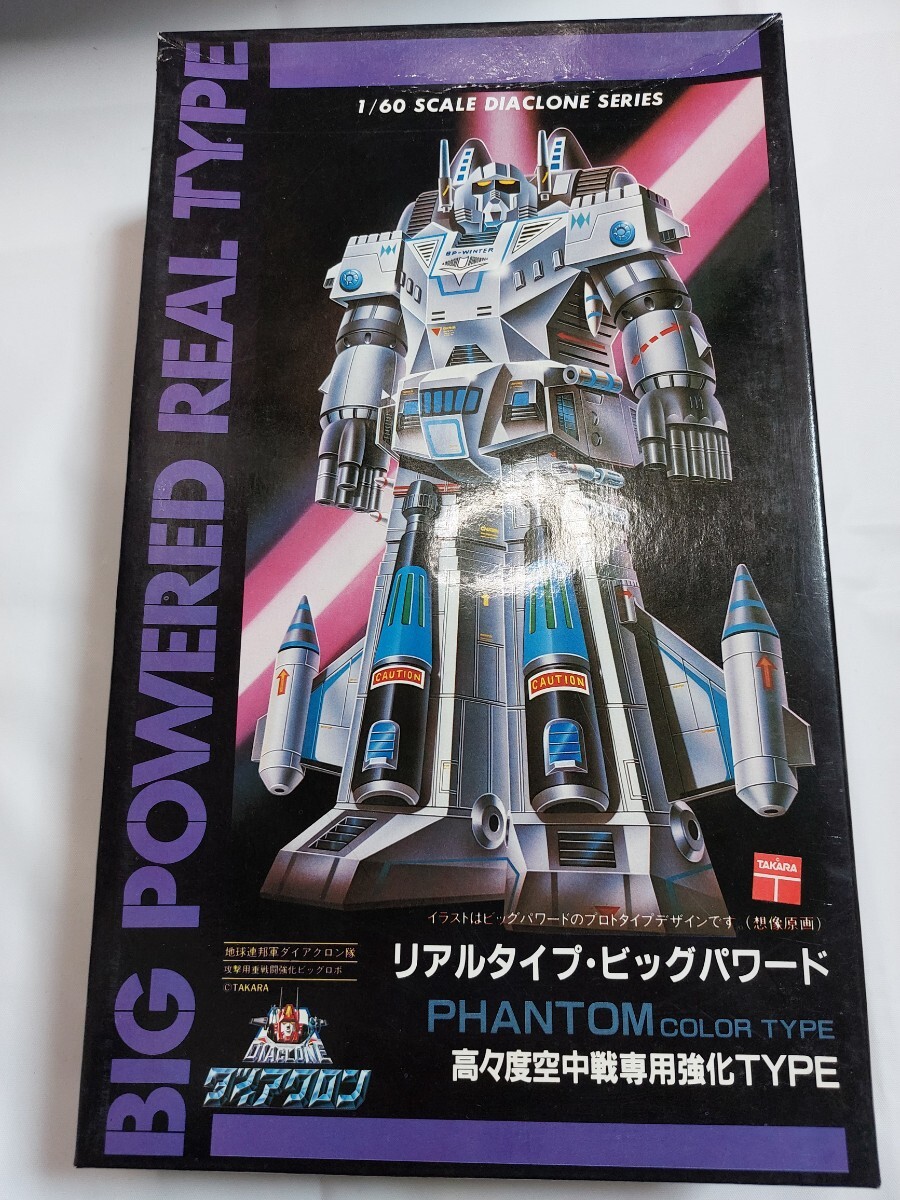 BIG POWERED REAL TYPE
1/60 SCALE DIACLONE SERIES
BP-WINTER
CAUTION
CAUTION
TAKARA
イラストはビッグパワードのプロトタイプデザインです(想像原画)
リアルタイプ・ビッグパワード
PHANTOM COLOR TYPE
高々度空中戦専用強化TYPE
地球連邦軍ダイアクロン隊
攻撃用重戦闘強化ビッグロボ
©TAKARA
DIACLONE
ダイアクロン